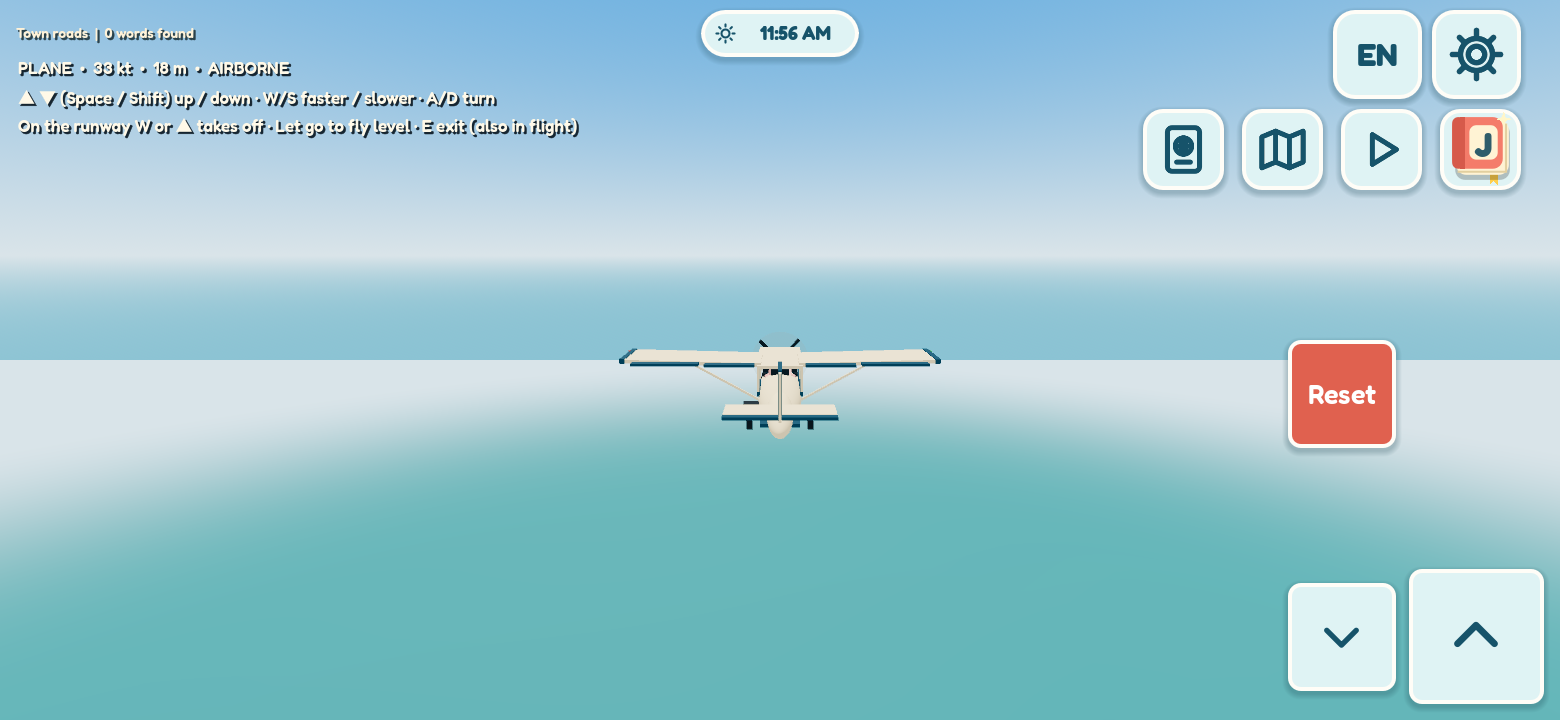 Town roads | 0 words found
11:56 AM
EN
PLANE • 33 kt • 18 m • AIRBORNE
▲ ▼ (Space / Shift) up / down · W/S faster / slower · A/D turn
On the runway W or ▲ takes off · Let go to fly level · E exit (also in flight)
J
Reset